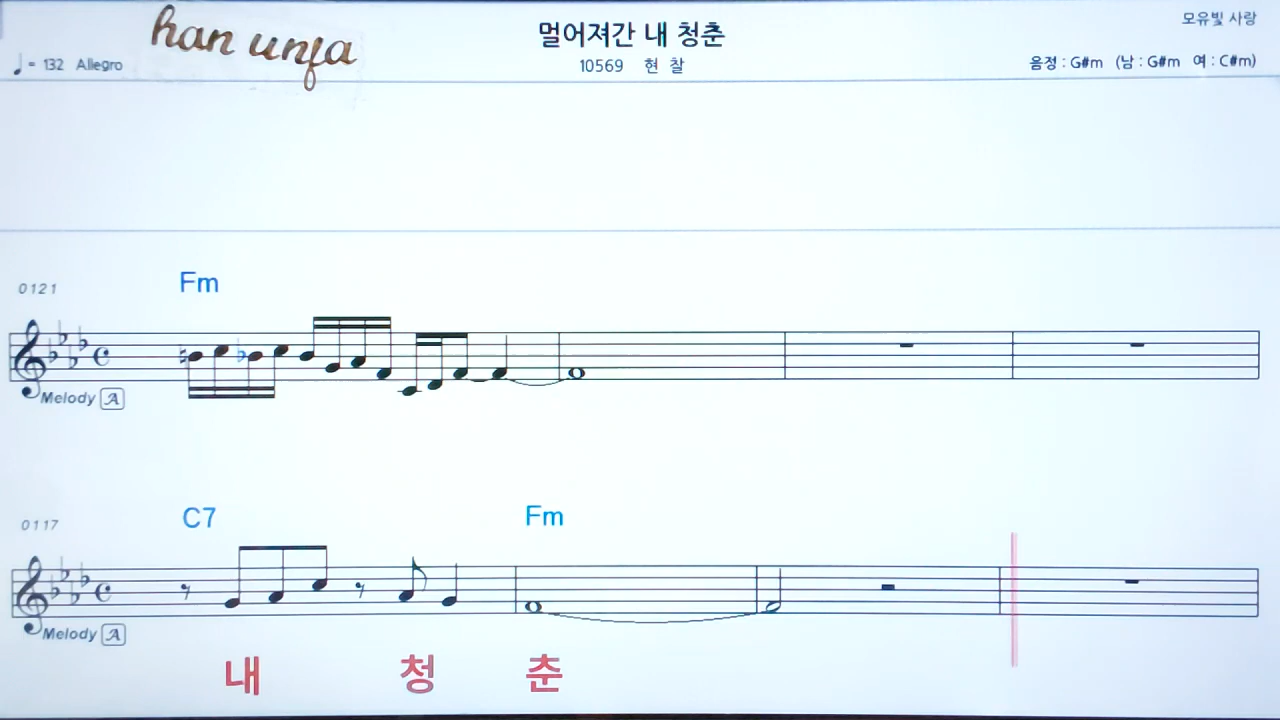 han unfa
멀어져간 내 청춘
모유빛 사랑
♩= 132 Allegro
10569 현 찰
음정 : G#m (남 : G#m 여 : C#m)
0121
Fm
Melody A
0117
C7 Fm
Melody A
내 청 춘